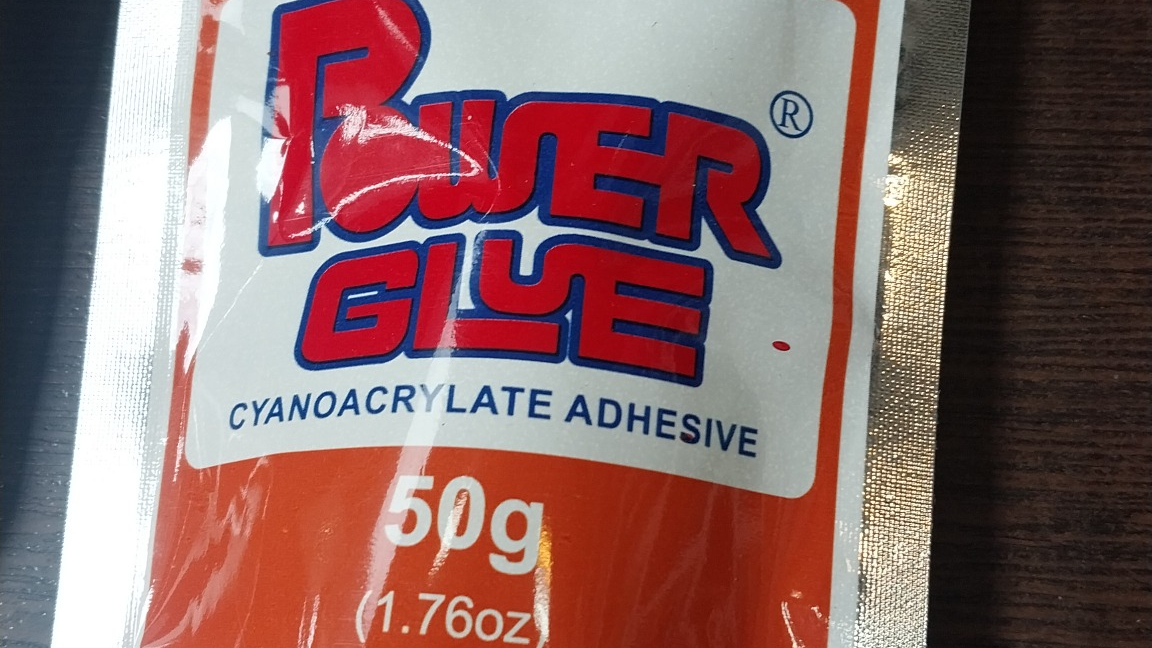 POWER ®
GLUE
CYANOACRYLATE ADHESIVE
50g
(1.76oz)